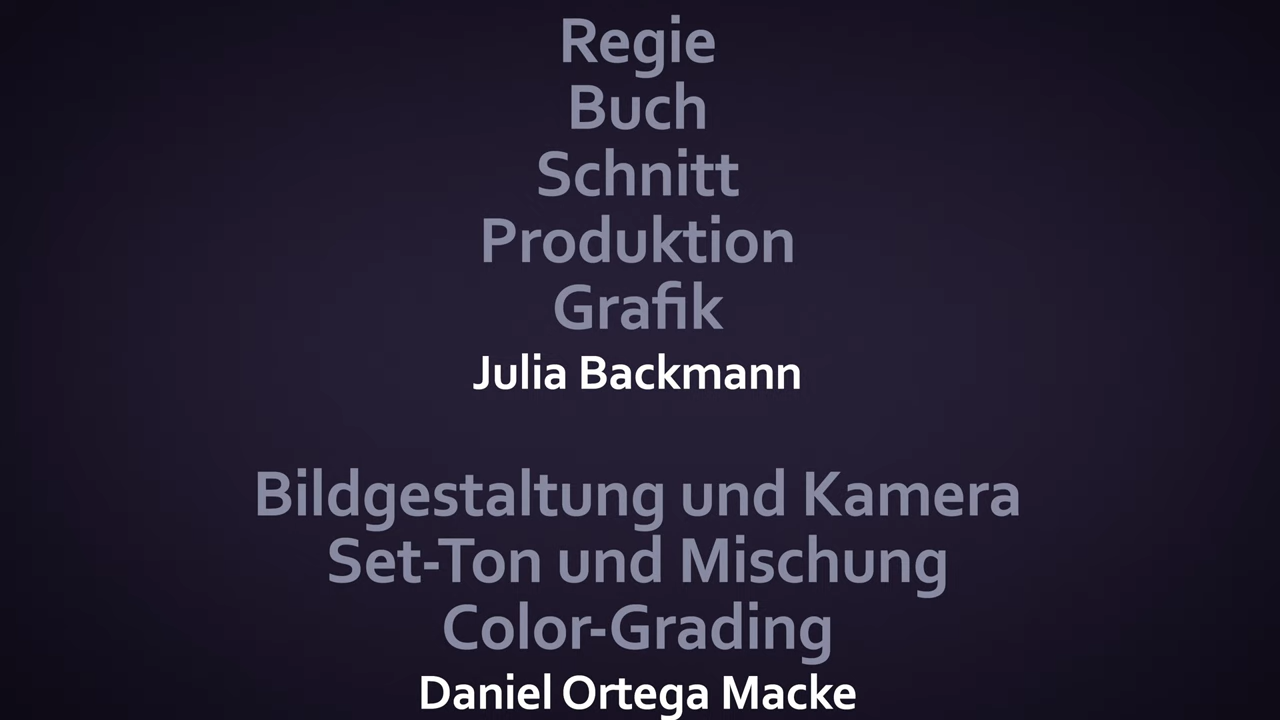 Regie
Buch
Schnitt
Produktion
Grafik
Julia Backmann
Bildgestaltung und Kamera
Set-Ton und Mischung
Color-Grading
Daniel Ortega Macke